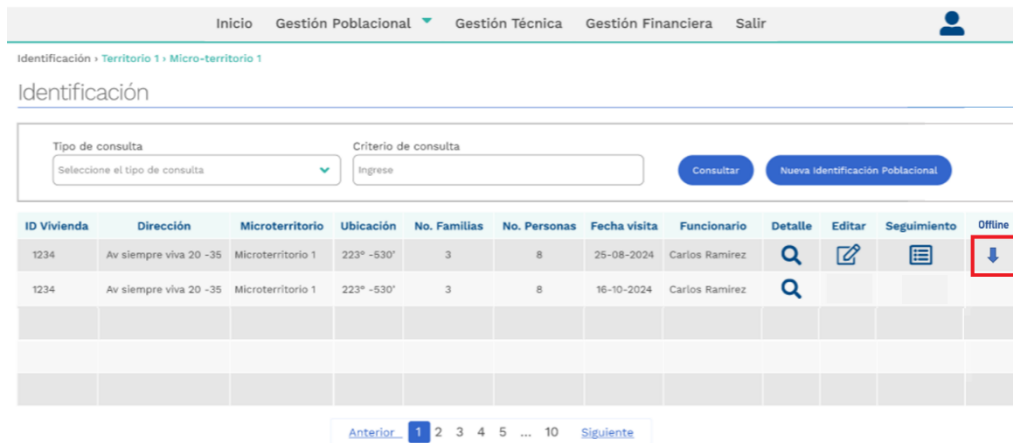 Inicio Gestión Poblacional Gestión Técnica Gestión Financiera Salir
Identificación › Territorio 1 › Micro-territorio 1
Identificación
Tipo de consulta Criterio de consulta
Seleccione el tipo de consulta Ingrese Consultar Nueva Identificación Poblacional
ID Vivienda Dirección Microterritorio Ubicación No. Familias No. Personas Fecha visita Funcionario Detalle Editar Seguimiento Offline
1234 Av siempre viva 20 -35 Microterritorio 1 223° -530' 3 8 25-08-2024 Carlos Ramirez
1234 Av siempre viva 20 -35 Microterritorio 1 223° -530' 3 8 16-10-2024 Carlos Ramirez
Anterior 1 2 3 4 5 ... 10 Siguiente